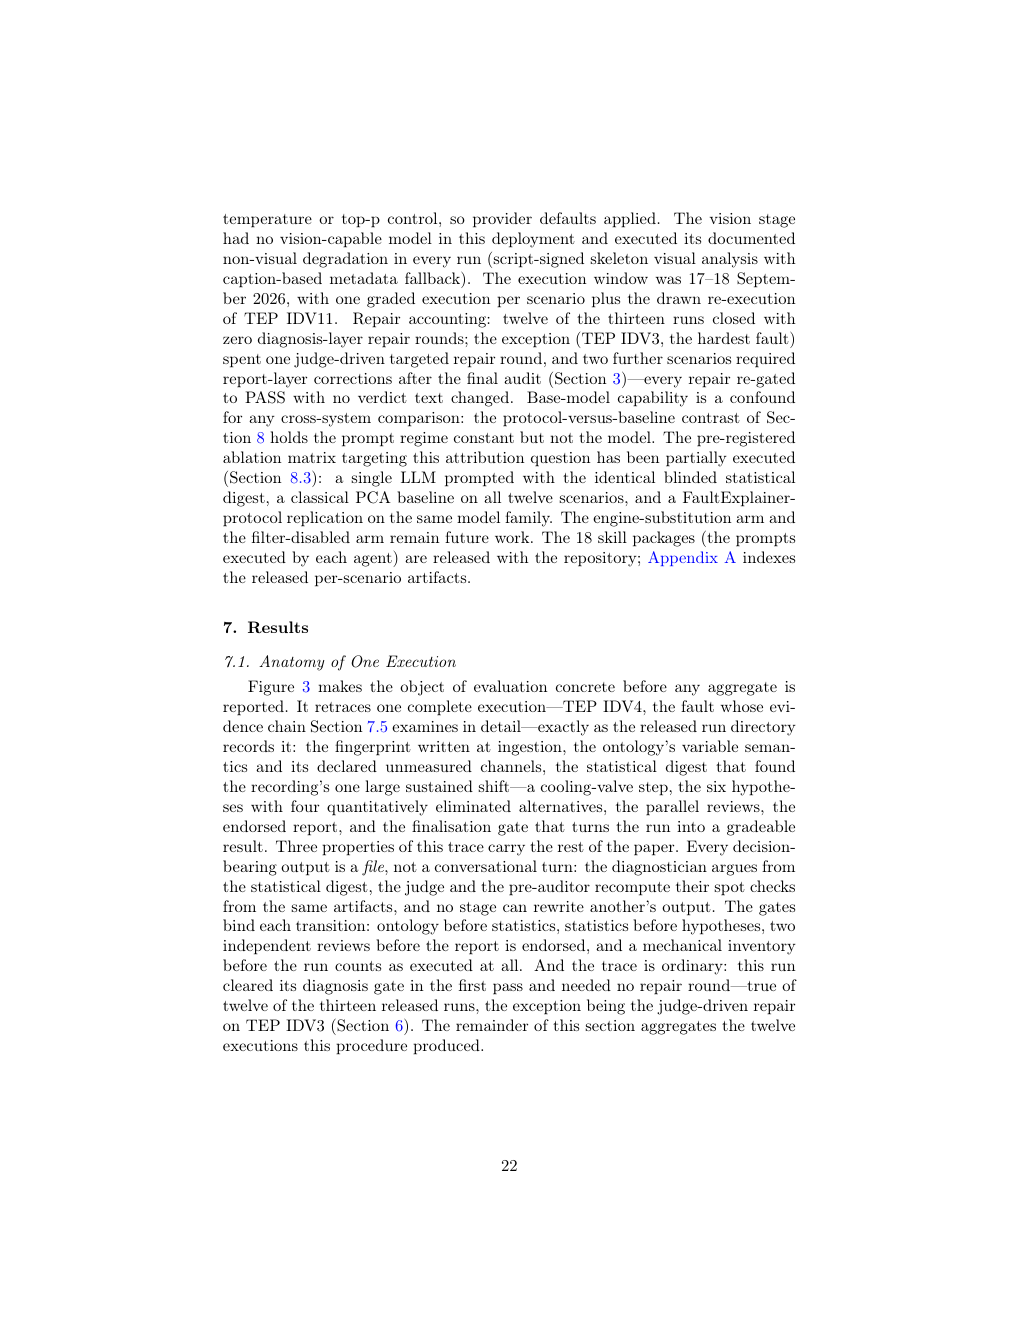 temperature or top-p control, so provider defaults applied. The vision stage
had no vision-capable model in this deployment and executed its documented
non-visual degradation in every run (script-signed skeleton visual analysis with
caption-based metadata fallback). The execution window was 17–18 Septem-
ber 2026, with one graded execution per scenario plus the drawn re-execution
of TEP IDV11. Repair accounting: twelve of the thirteen runs closed with
zero diagnosis-layer repair rounds; the exception (TEP IDV3, the hardest fault)
spent one judge-driven targeted repair round, and two further scenarios required
report-layer corrections after the final audit (Section 3)—every repair re-gated
to PASS with no verdict text changed. Base-model capability is a confound
for any cross-system comparison: the protocol-versus-baseline contrast of Sec-
tion 8 holds the prompt regime constant but not the model. The pre-registered
ablation matrix targeting this attribution question has been partially executed
(Section 8.3): a single LLM prompted with the identical blinded statistical
digest, a classical PCA baseline on all twelve scenarios, and a FaultExplainer-
protocol replication on the same model family. The engine-substitution arm and
the filter-disabled arm remain future work. The 18 skill packages (the prompts
executed by each agent) are released with the repository; Appendix A indexes
the released per-scenario artifacts.
7. Results
7.1. Anatomy of One Execution
Figure 3 makes the object of evaluation concrete before any aggregate is
reported. It retraces one complete execution—TEP IDV4, the fault whose evi-
dence chain Section 7.5 examines in detail—exactly as the released run directory
records it: the fingerprint written at ingestion, the ontology's variable seman-
tics and its declared unmeasured channels, the statistical digest that found
the recording's one large sustained shift—a cooling-valve step, the six hypothe-
ses with four quantitatively eliminated alternatives, the parallel reviews, the
endorsed report, and the finalisation gate that turns the run into a gradeable
result. Three properties of this trace carry the rest of the paper. Every decision-
bearing output is a file, not a conversational turn: the diagnostician argues from
the statistical digest, the judge and the pre-auditor recompute their spot checks
from the same artifacts, and no stage can rewrite another's output. The gates
bind each transition: ontology before statistics, statistics before hypotheses, two
independent reviews before the report is endorsed, and a mechanical inventory
before the run counts as executed at all. And the trace is ordinary: this run
cleared its diagnosis gate in the first pass and needed no repair round—true of
twelve of the thirteen released runs, the exception being the judge-driven repair
on TEP IDV3 (Section 6). The remainder of this section aggregates the twelve
executions this procedure produced.
22